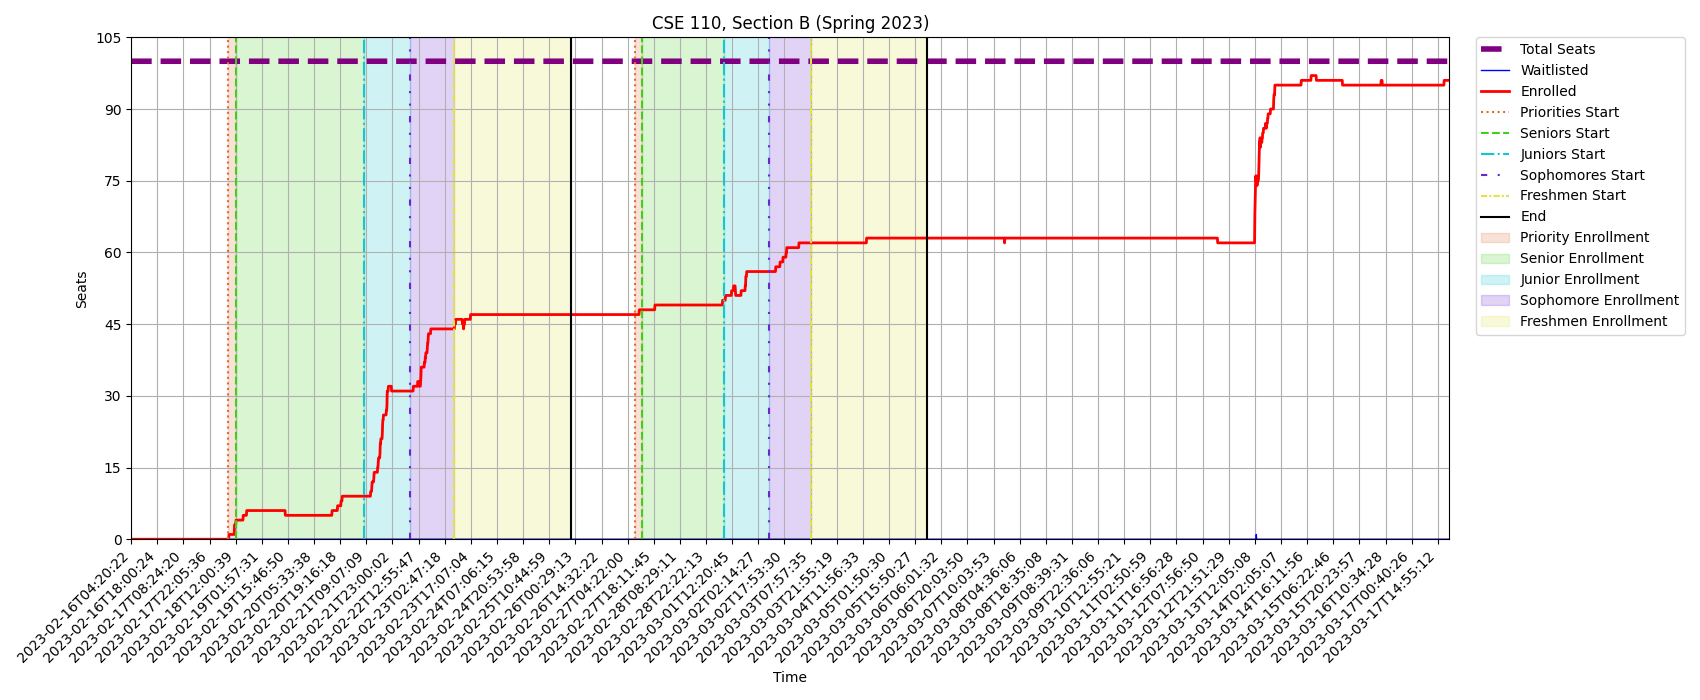 CSE 110, Section B (Spring 2023)
105
90
75
60
45
30
15
0
Seats
2023-02-16T04:20:22
2023-02-16T18:00:24
2023-02-17T08:24:20
2023-02-17T22:05:36
2023-02-18T12:00:39
2023-02-19T01:57:31
2023-02-19T15:46:50
2023-02-20T05:33:38
2023-02-20T19:16:18
2023-02-21T09:07:09
2023-02-21T23:00:02
2023-02-22T12:55:47
2023-02-23T02:47:18
2023-02-23T17:07:04
2023-02-24T07:06:15
2023-02-24T20:53:58
2023-02-25T10:44:59
2023-02-26T00:29:13
2023-02-26T14:32:22
2023-02-27T04:22:00
2023-02-27T18:11:45
2023-02-28T08:29:11
2023-02-28T22:22:13
2023-03-01T12:20:45
2023-03-02T02:14:27
2023-03-02T17:53:30
2023-03-03T07:57:35
2023-03-03T21:55:19
2023-03-04T11:56:33
2023-03-05T01:50:30
2023-03-05T15:50:27
2023-03-06T06:01:32
2023-03-06T20:03:50
2023-03-07T10:03:53
2023-03-08T04:36:06
2023-03-08T18:35:08
2023-03-09T08:39:31
2023-03-09T22:36:06
2023-03-10T12:55:21
2023-03-11T02:50:59
2023-03-11T16:56:28
2023-03-12T07:56:50
2023-03-12T21:51:29
2023-03-13T12:05:08
2023-03-14T02:05:07
2023-03-14T16:11:56
2023-03-15T06:22:46
2023-03-15T20:23:57
2023-03-16T10:34:28
2023-03-17T00:40:26
2023-03-17T14:55:12
Time
Total Seats
Waitlisted
Enrolled
Priorities Start
Seniors Start
Juniors Start
Sophomores Start
Freshmen Start
End
Priority Enrollment
Senior Enrollment
Junior Enrollment
Sophomore Enrollment
Freshmen Enrollment